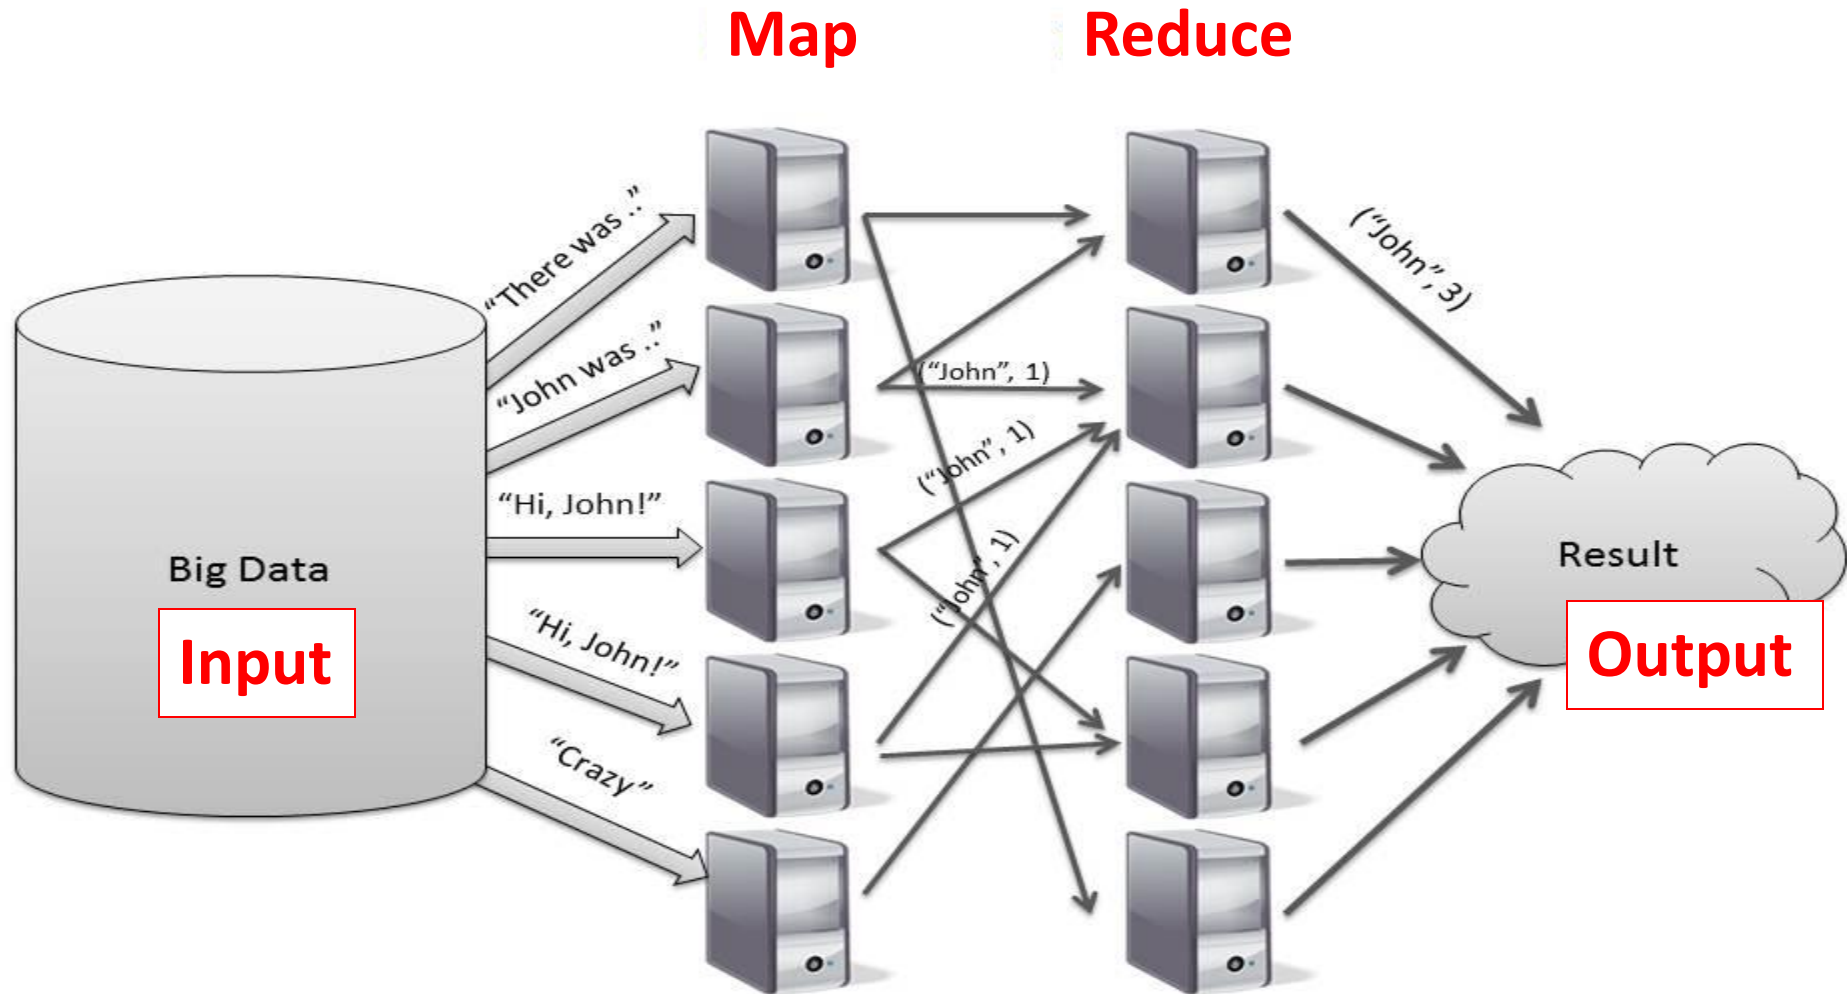 Map
Reduce
“There was ..”
“John was ..”
“Hi, John!”
“Hi, John!”
“Crazy”
(“John”, 1)
(“John”, 1)
(“John”, 1)
(“John”, 3)
Big Data
Input
Result
Output